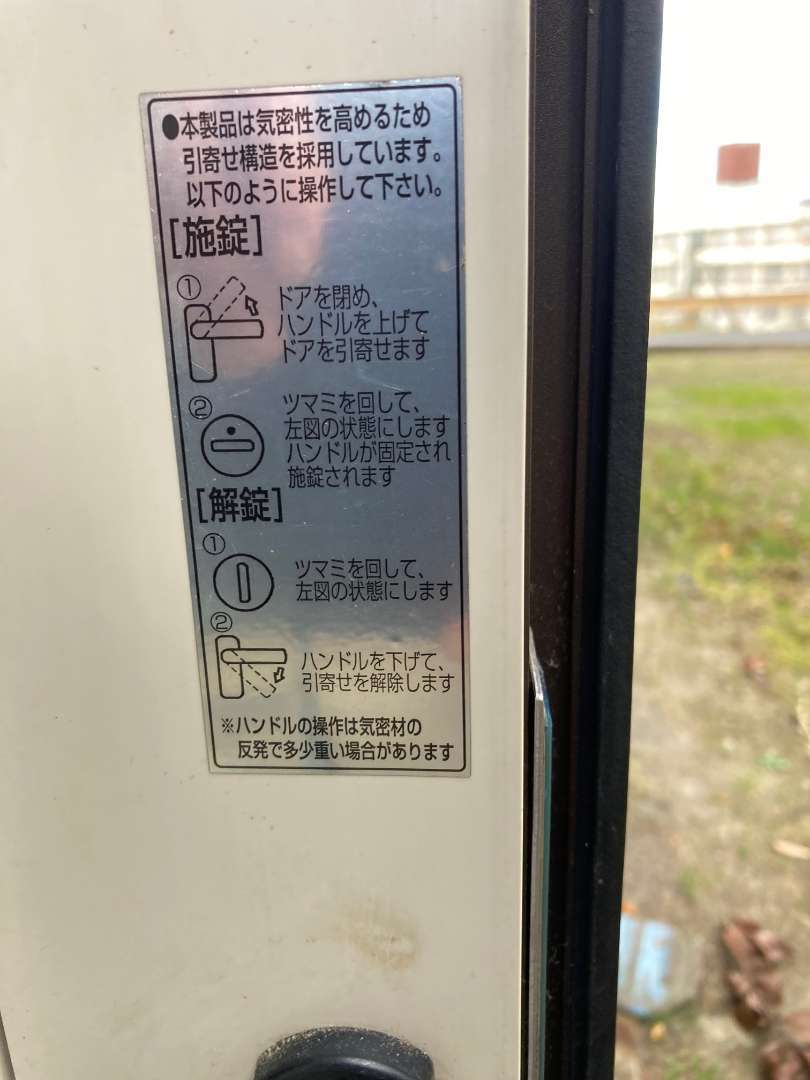 ●本製品は気密性を高めるため
引寄せ構造を採用しています。
以下のように操作して下さい。
[施錠]
①
ドアを閉め、
ハンドルを上げて
ドアを引寄せます
②
ツマミを回して、
左図の状態にします
ハンドルが固定され
施錠されます
[解錠]
①
ツマミを回して、
左図の状態にします
②
ハンドルを下げて、
引寄せを解除します
※ハンドルの操作は気密材の
反発で多少重い場合があります